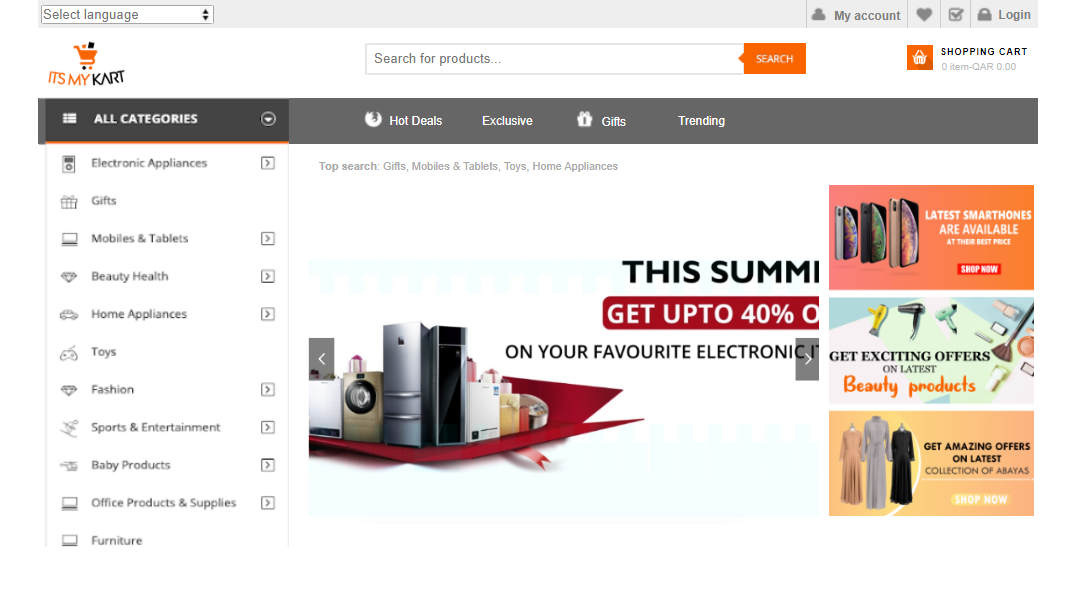 Select language
My account
Login
ITS MY KART
Search for products...
SEARCH
SHOPPING CART
0 item-QAR 0.00
ALL CATEGORIES
Hot Deals
Exclusive
Gifts
Trending
Top search: Gifts, Mobiles & Tablets, Toys, Home Appliances
Electronic Appliances
Gifts
Mobiles & Tablets
Beauty Health
Home Appliances
Toys
Fashion
Sports & Entertainment
Baby Products
Office Products & Supplies
Furniture
THIS SUMM
GET UPTO 40% O
ON YOUR FAVOURITE ELECTRONIC IT
LATEST SMARTHONES
ARE AVAILABLE
AT THEIR BEST PRICE
SHOP NOW
GET EXCITING OFFERS
ON LATEST
Beauty products
GET AMAZING OFFERS
ON LATEST
COLLECTION OF ABAYAS
SHOP NOW